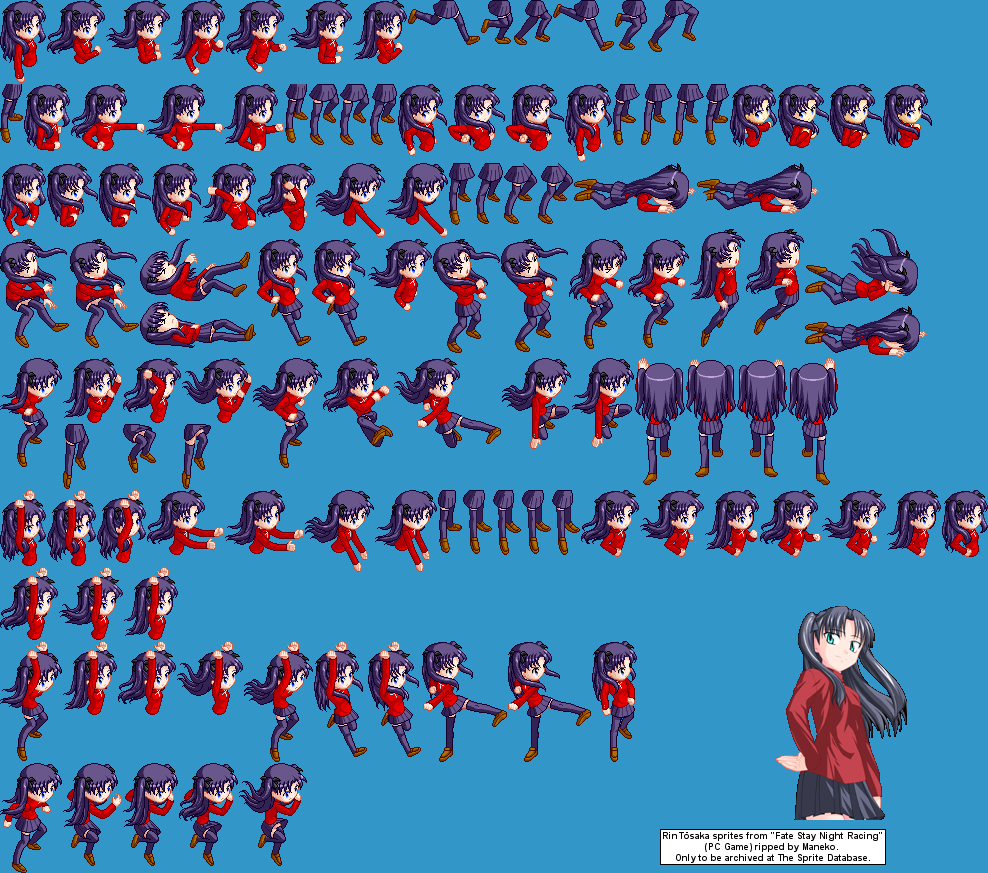 Rin Tósaka sprites from "Fate Stay Night Racing"
(PC Game) ripped by Maneko.
Only to be archived at The Sprite Database.